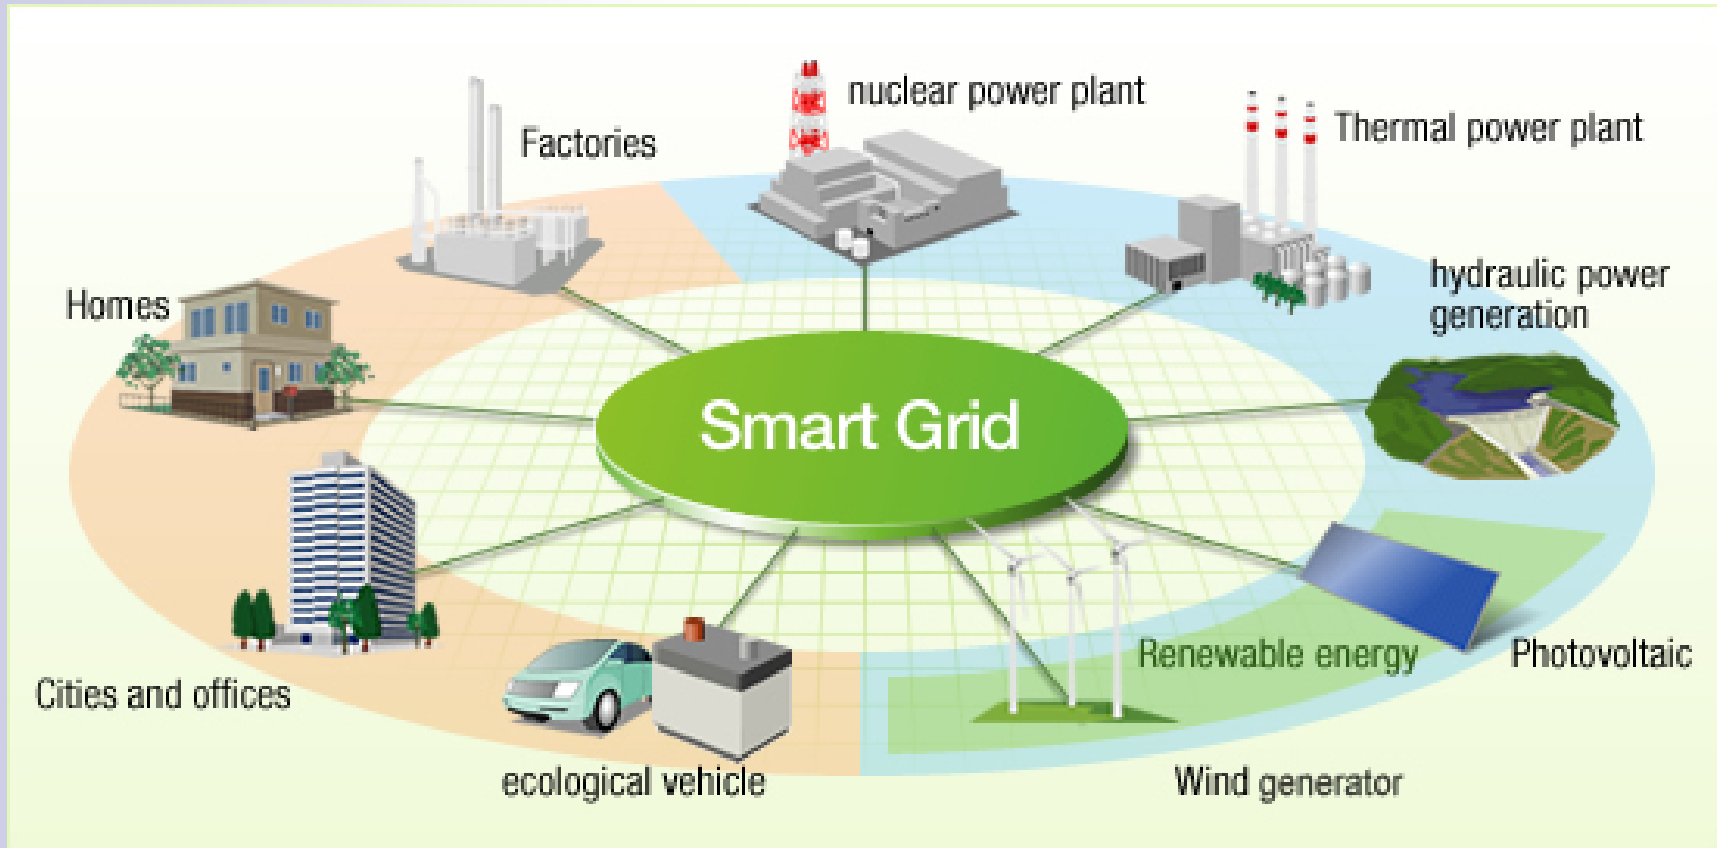 nuclear power plant
Factories
Thermal power plant
Homes
hydraulic power
generation
Smart Grid
Renewable energy
Photovoltaic
Cities and offices
ecological vehicle
Wind generator